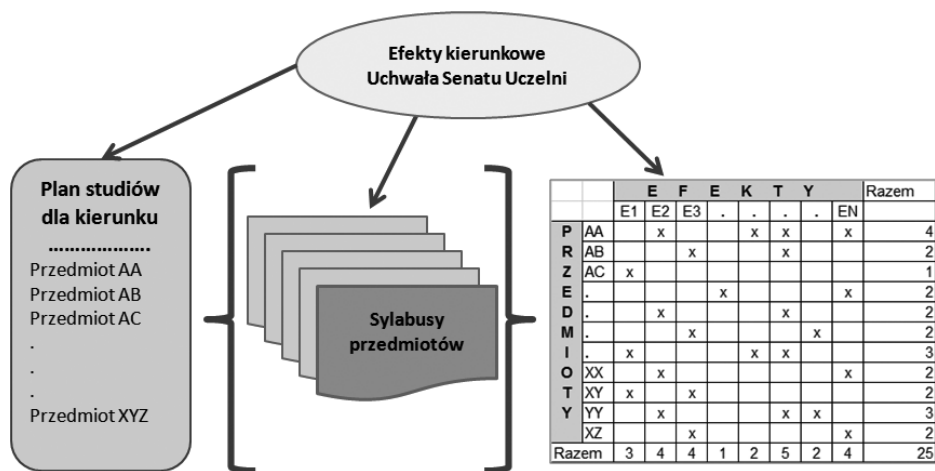 Efekty kierunkowe
Uchwała Senatu Uczelni
Plan studiów
dla kierunku
...................
Przedmiot AA
Przedmiot AB
Przedmiot AC
.
.
.
Przedmiot XYZ
Sylabusy
przedmiotów
E F E K T Y Razem
E1 E2 E3 . . . . EN
P AA x x x x 4
R AB x x 2
Z AC x 1
E . x x 2
D . x x 2
M . x x 2
I . x x x 3
O XX x x 2
T XY x x 2
Y YY x x x 3
XZ x x 2
Razem 3 4 4 1 2 5 2 4 25